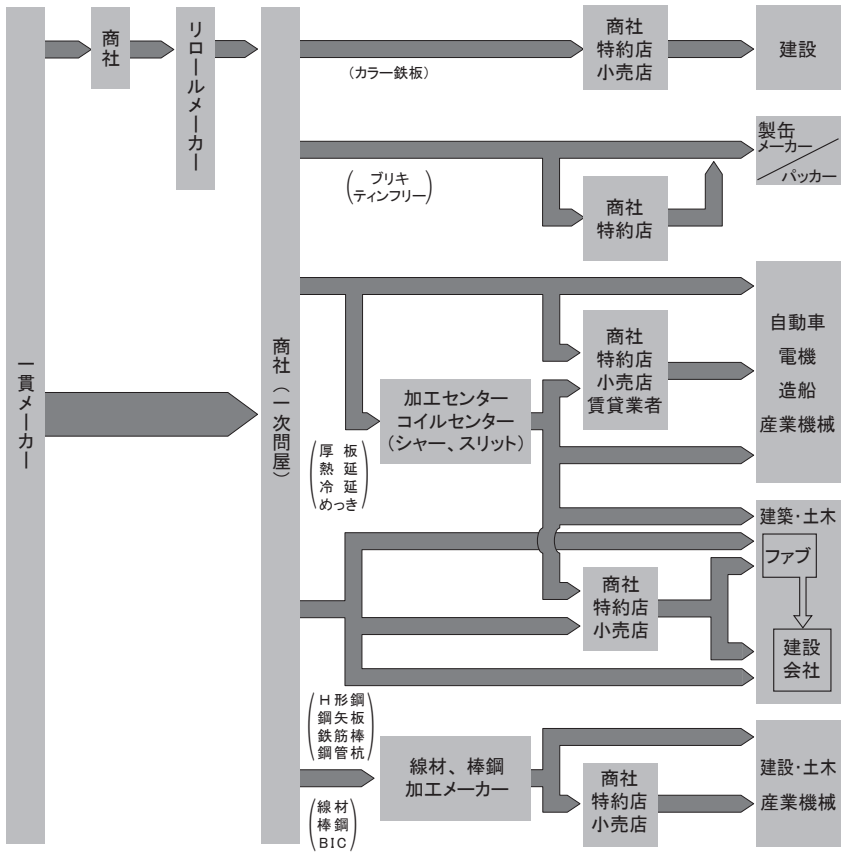 一貫メーカー
商社
リロールメーカー
商社（一次問屋）
（カラー鉄板）
商社
特約店
小売店
建設
ブリキ
ティンフリー
商社
特約店
製缶
メーカー
パッカー
厚板
熱延
冷延
めっき
加工センター
コイルセンター
（シャー、スリット）
商社
特約店
小売店
賃貸業者
自動車
電機
造船
産業機械
H形鋼
鋼矢板
鉄筋棒
鋼管杭
商社
特約店
小売店
建築・土木
ファブ
建設
会社
線材
棒鋼
BIC
線材、棒鋼
加工メーカー
商社
特約店
小売店
建設・土木
産業機械